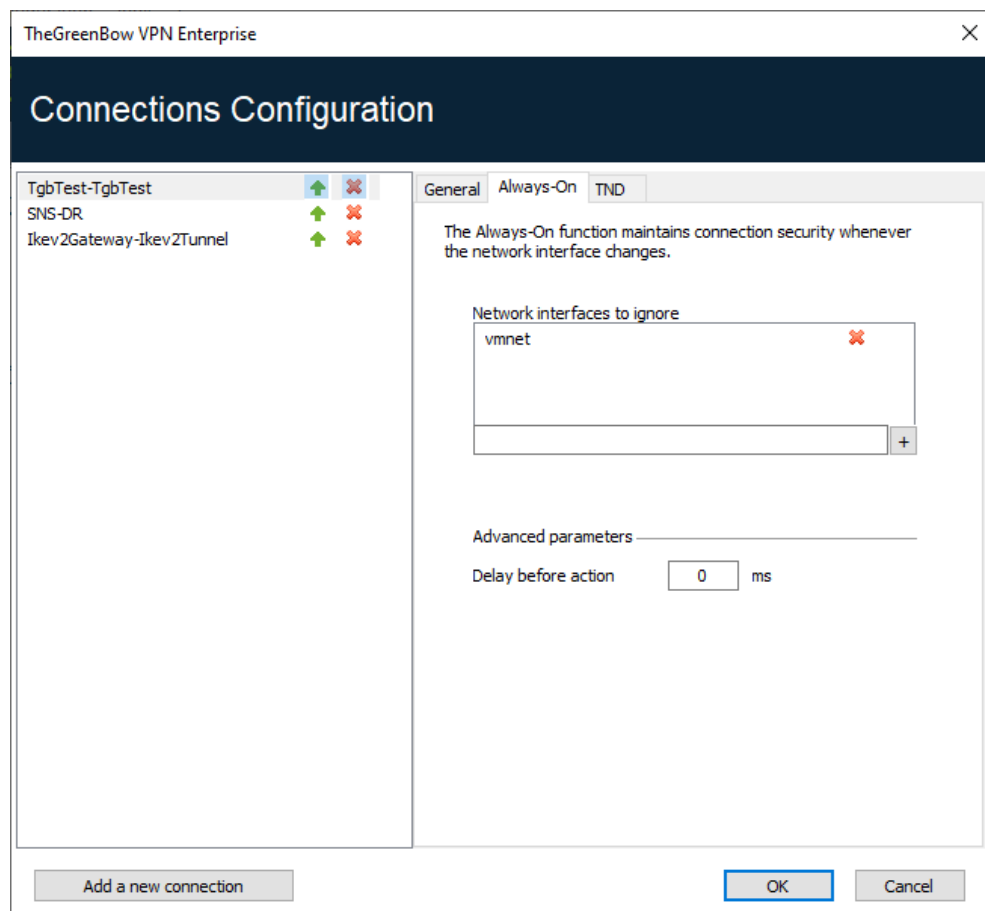 TheGreenBow VPN Enterprise
Connections Configuration
TgbTest-TgbTest
SNS-DR
Ikev2Gateway-Ikev2Tunnel
General Always-On TND
The Always-On function maintains connection security whenever
the network interface changes.
Network interfaces to ignore
vmnet
+
Advanced parameters
Delay before action 0 ms
Add a new connection OK Cancel